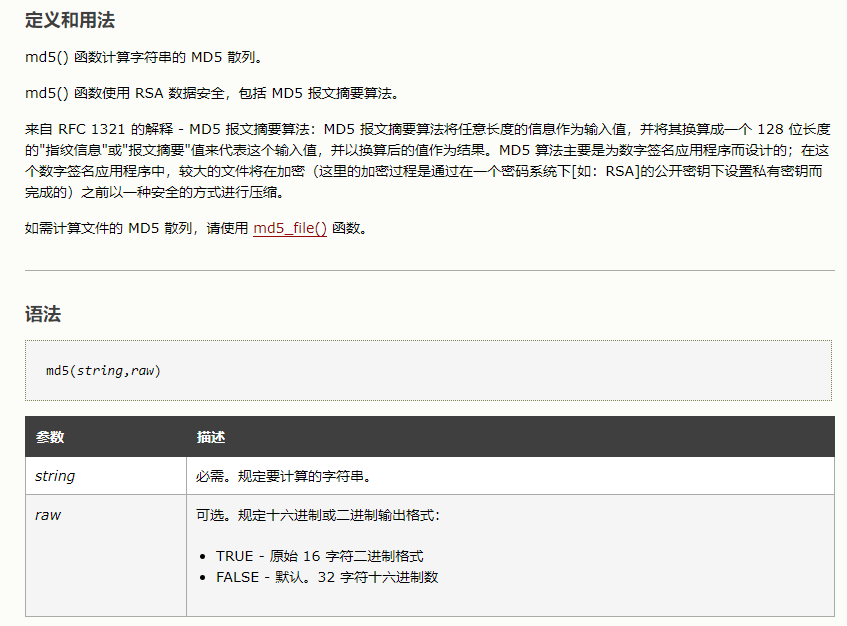 定义和用法
md5() 函数计算字符串的 MD5 散列。
md5() 函数使用 RSA 数据安全，包括 MD5 报文摘要算法。
来自 RFC 1321 的解释 - MD5 报文摘要算法：MD5 报文摘要算法将任意长度的信息作为输入值，并将其换算成一个 128 位长度
的"指纹信息"或"报文摘要"值来代表这个输入值，并以换算后的值作为结果。MD5 算法主要是为数字签名应用程序而设计的；在这
个数字签名应用程序中，较大的文件将在加密（这里的加密过程是通过在一个密码系统下[如：RSA]的公开密钥下设置私有密钥而
完成的）之前以一种安全的方式进行压缩。
如需计算文件的 MD5 散列，请使用 md5_file() 函数。
语法
md5(string,raw)
参数 描述
string 必需。规定要计算的字符串。
raw 可选。规定十六进制或二进制输出格式：
• TRUE - 原始 16 字符二进制格式
• FALSE - 默认。32 字符十六进制数